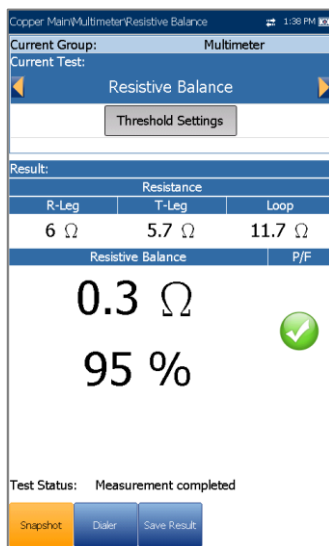 Copper Main\Multimeter\Resistive Balance 1:38 PM
Current Group: Multimeter
Current Test:
Resistive Balance
Threshold Settings
Result:
Resistance
R-Leg T-Leg Loop
6 Ω 5.7 Ω 11.7 Ω
Resistive Balance P/F
0.3 Ω
95 %
Test Status: Measurement completed
Snapshot Dialer Save Result